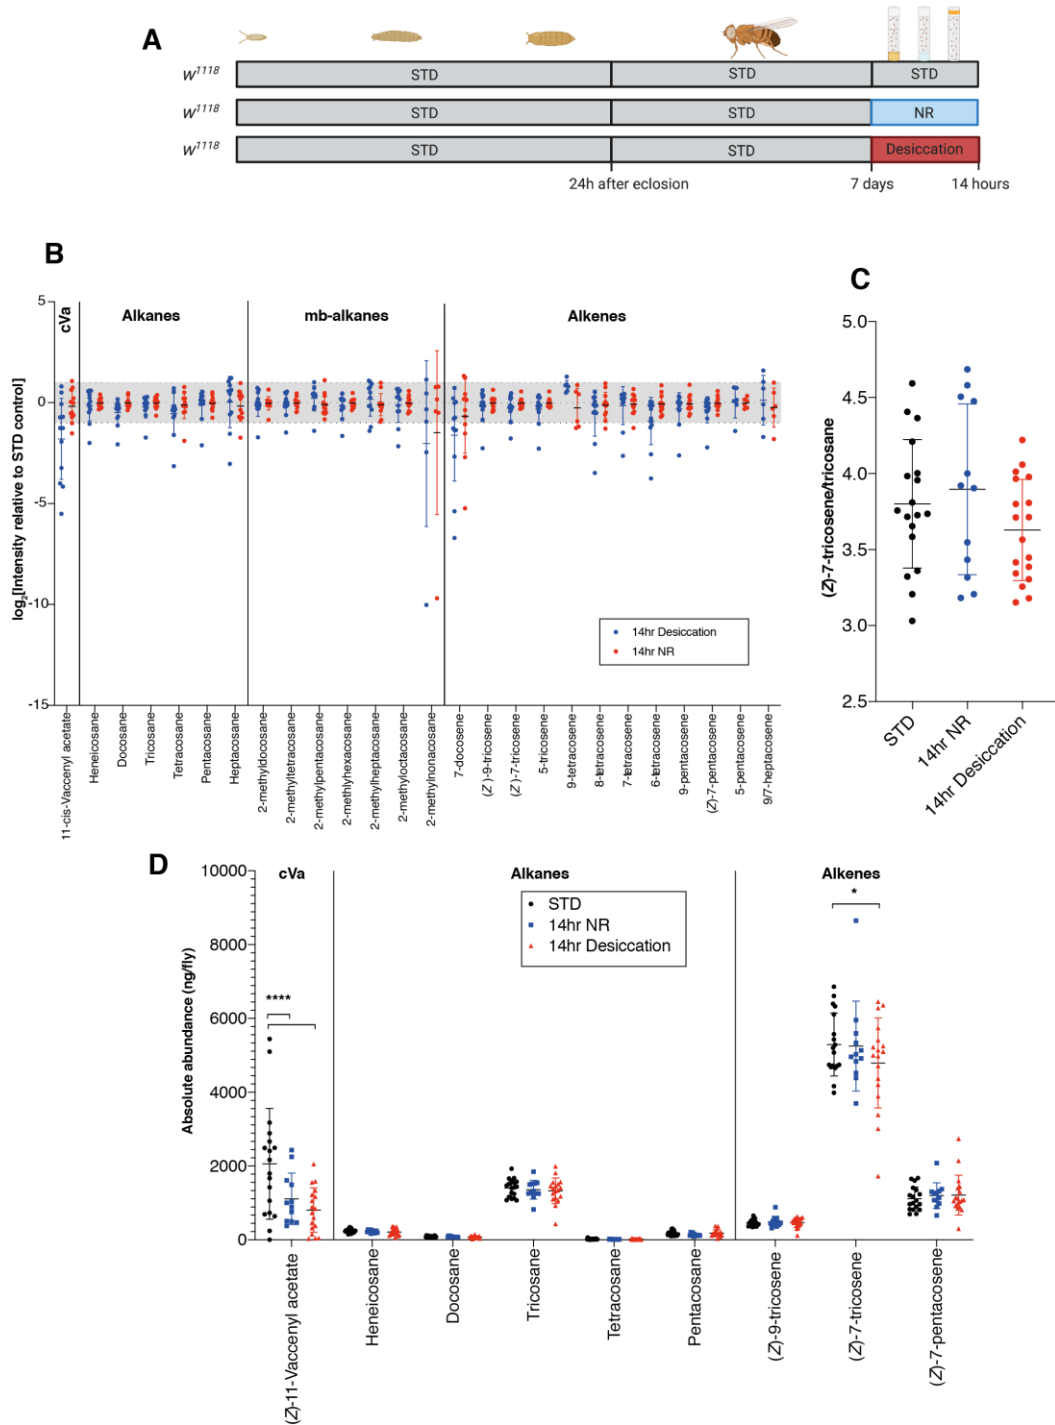 A
w1118 STD STD STD
w1118 STD STD NR
w1118 STD STD Desiccation
24h after eclosion 7 days 14 hours
B
cVa Alkanes mb-alkanes Alkenes
log2[Intensity relative to STD control]
5
0
-5
-10
-15
14hr Desiccation
14hr NR
11-cis-Vaccenyl acetate
Heneicosane
Docosane
Tricosane
Tetracosane
Pentacosane
Heptacosane
2-methyldocosane
2-methyltetracosane
2-methylpentacosane
2-methlyhexacosane
2-methylheptacosane
2-methyloctacosane
2-methylnonacosane
7-docosene
(Z)-9-tricosene
(Z)-7-tricosene
5-tricosene
9-tetracosene
8-tetracosene
7-tetracosene
6-tetracosene
9-pentacosene
(Z)-7-pentacosene
5-pentacosene
9/7-heptacosene
C
(Z)-7-tricosene/tricosane
5.0
4.5
4.0
3.5
3.0
2.5
STD
14hr NR
14hr Desiccation
D
cVa Alkanes Alkenes
Absolute abundance (ng/fly)
10000
8000
6000
4000
2000
0
STD
14hr NR
14hr Desiccation
****
*
(Z)-11-Vaccenyl acetate
Heneicosane
Docosane
Tricosane
Tetracosane
Pentacosane
(Z)-9-tricosene
(Z)-7-tricosene
(Z)-7-pentacosene